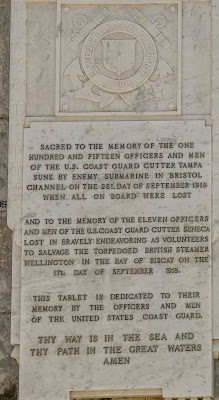 SACRED TO THE MEMORY OF THE ONE
HUNDRED AND FIFTEEN OFFICERS AND MEN
OF THE U.S. COAST GUARD CUTTER TAMPA
SUNK BY ENEMY SUBMARINE IN BRISTOL
CHANNEL ON THE 26TH. DAY OF SEPTEMBER 1918
WHEN ALL ON BOARD WERE LOST
AND TO THE MEMORY OF THE ELEVEN OFFICERS
AND MEN OF THE U.S. COAST GUARD CUTTER SENECA
LOST IN BRAVELY ENDEAVORING AS VOLUNTEERS
TO SALVAGE THE TORPEDOED BRITISH STEAMER
WELLINGTON IN THE BAY OF BISCAY ON THE
17TH. DAY OF SEPTEMBER 1918.
THIS TABLET IS DEDICATED TO THEIR
MEMORY BY THE OFFICERS AND MEN
OF THE UNITED STATES COAST GUARD.
THY WAY IS IN THE SEA AND
THY PATH IN THE GREAT WATERS
AMEN